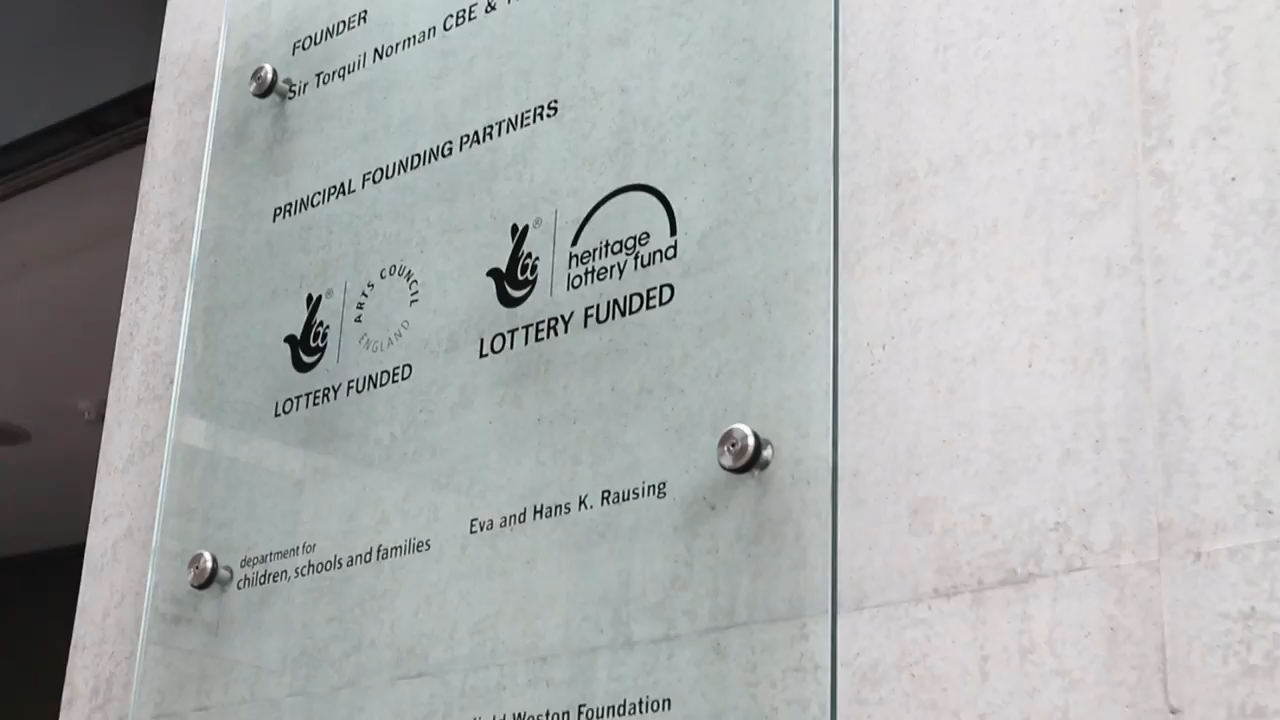 FOUNDER
Sir Torquil Norman CBE &
PRINCIPAL FOUNDING PARTNERS
ARTS COUNCIL ENGLAND
LOTTERY FUNDED
heritage
lottery fund
LOTTERY FUNDED
department for
children, schools and families
Eva and Hans K. Rausing
Weston Foundation